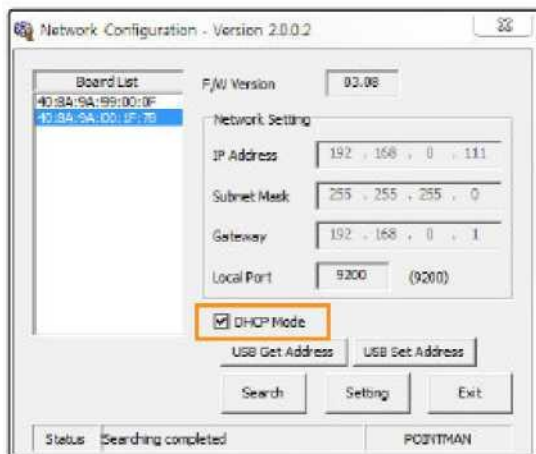 Network Configuration - Version 2.0.0.2
Board List
40:8A:9A:99:00:0F
40:8A:9A:00:1F:7B
F/W Version 03.08
Network Setting
IP Address 192 . 168 . 0 . 111
Subnet Mask 255 . 255 . 255 . 0
Gateway 192 . 168 . 0 . 1
Local Port 9200 (9200)
DHCP Mode
USB Get Address USB Set Address
Search Setting Exit
Status Searching completed POINTMAN